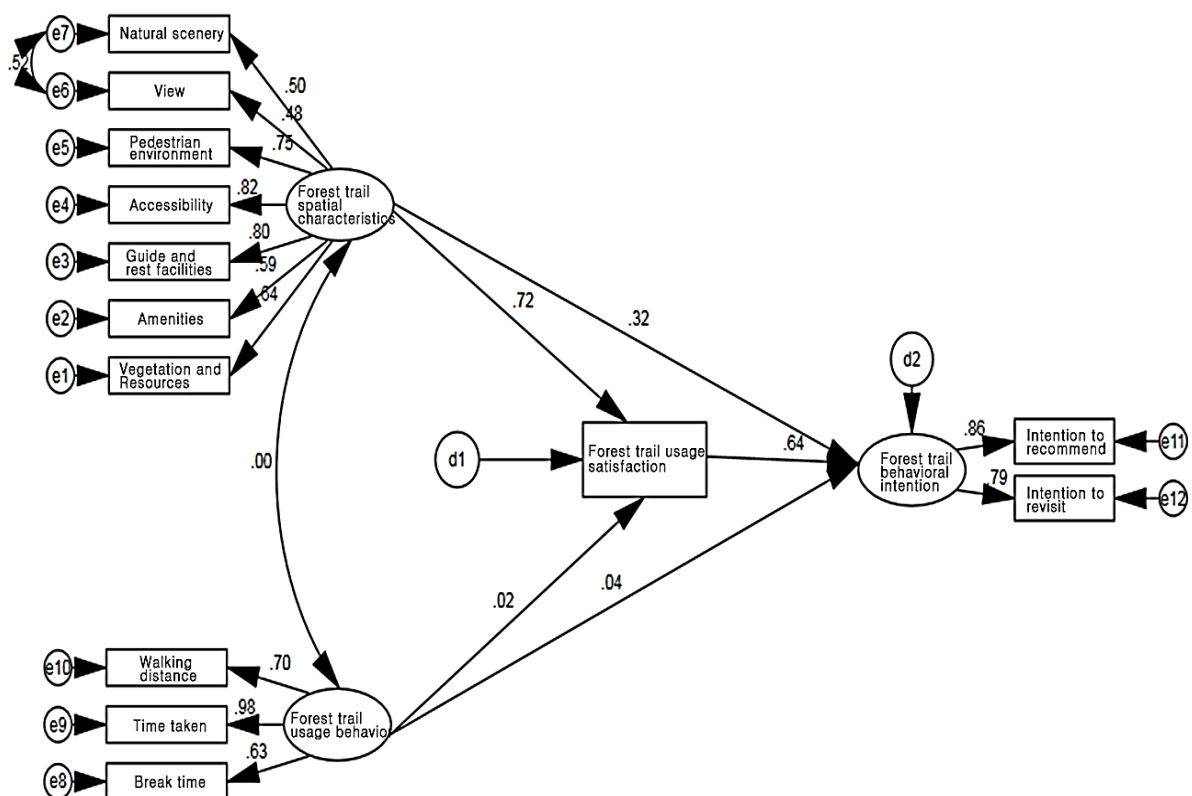 e7
Natural scenery
.52
e6
View
.50
.48
e5
Pedestrian
environment
.75
e4
Accessibility
.82
Forest trail
spatial
characteristics
e3
Guide and
rest facilities
.80
.59
e2
Amenities
.64
e1
Vegetation and
Resources
.72
.32
d2
.00
d1
Forest trail usage
satisfaction
.64
Forest trail
behavioral
intention
.86
Intention to
recommend
e11
.79
Intention to
revisit
e12
.02
.04
e10
Walking
distance
.70
e9
Time taken
.98
Forest trail
usage behavior
e8
Break time
.63